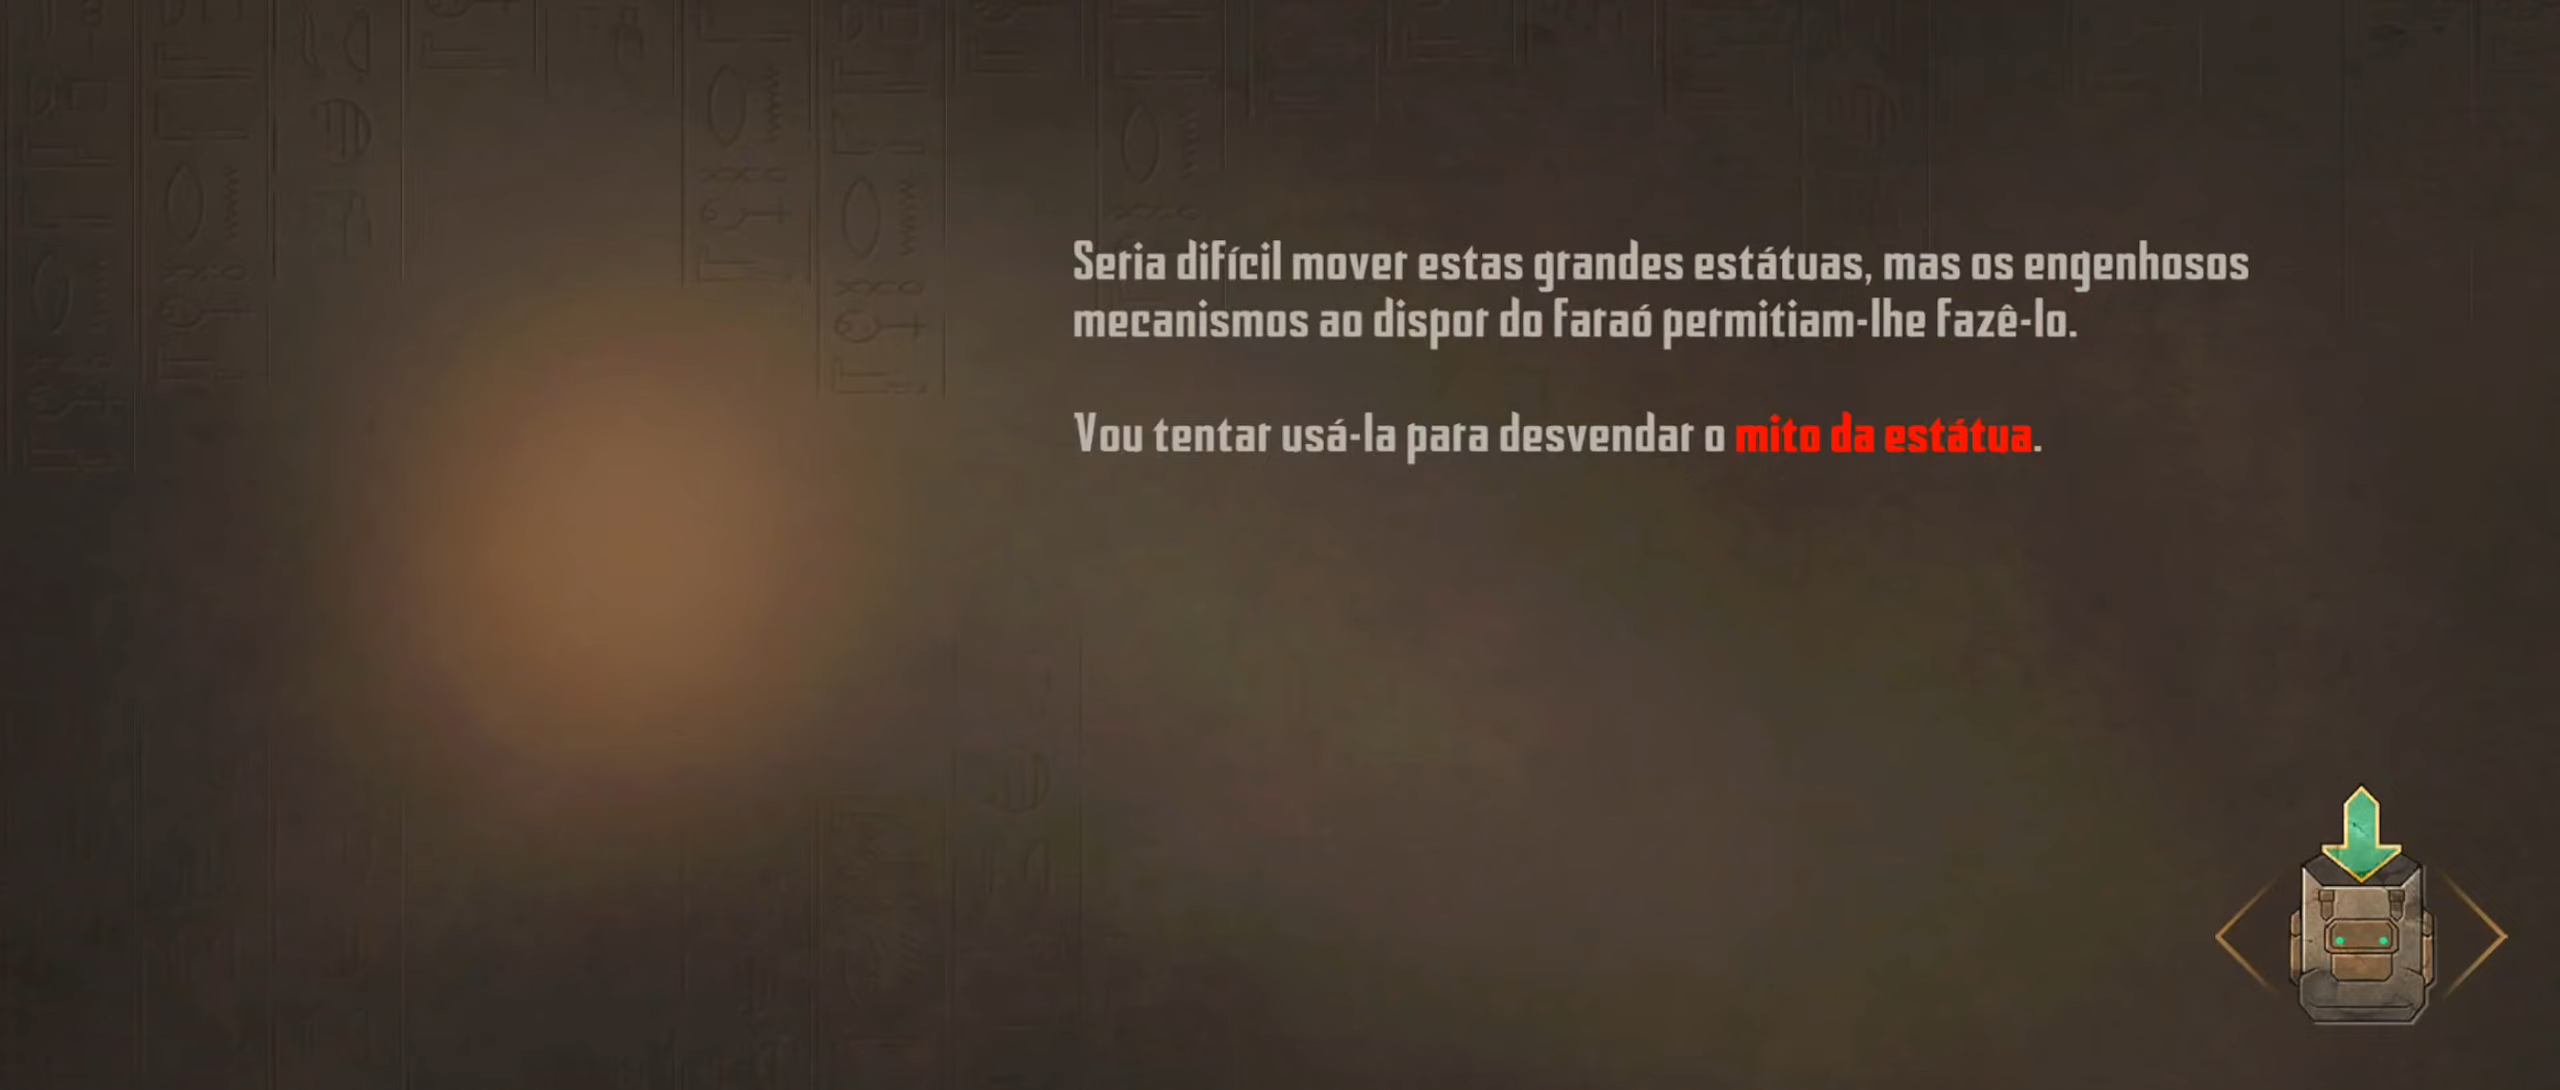 Seria difícil mover estas grandes estátuas, mas os engenhosos
mecanismos ao dispor do faraó permitiam-lhe fazê-lo.
Vou tentar usá-la para desvendar o mito da estátua.